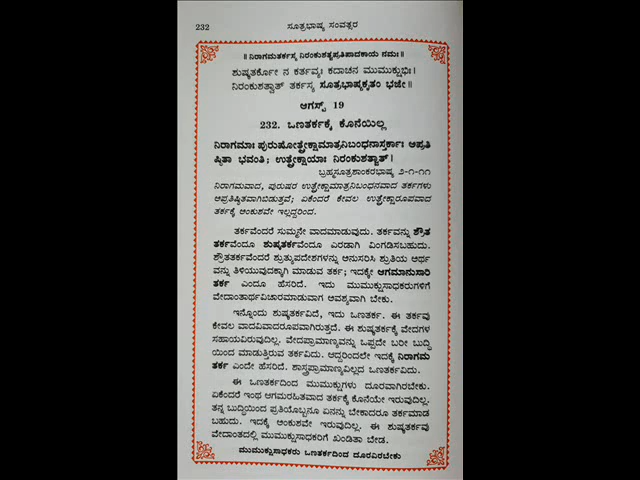 232
ಸೂತ್ರಭಾಷ್ಯ ಸಂವತ್ಸರ
॥ ನಿರಾಗಮತರ್ಕಸ್ಯ ನಿರಂಕುಶತ್ವಪ್ರತಿಪಾದಕಾಯ ನಮಃ ॥
ಶುಷ್ಕತರ್ಕೋ ನ ಕರ್ತವ್ಯಃ ಕದಾಚನ ಮುಮುಕ್ಷುಭಿಃ।
ನಿರಂಕುಶತ್ವಾತ್ ತರ್ಕಸ್ಯ ಸೂತ್ರಭಾಷ್ಯಕೃತಂ ಭಜೇ॥
ಆಗಸ್ಟ್ 19
232. ಒಣತರ್ಕಕ್ಕೆ ಕೊನೆಯಿಲ್ಲ
ನಿರಾಗಮಾಃ ಪುರುಷೋತ್ಪ್ರೇಕ್ಷಾಮಾತ್ರನಿಬಂಧನಾಸ್ತರ್ಕಾಃ ಅಪ್ರತಿ
ಷ್ಠಿತಾ ಭವಂತಿ; ಉತ್ಪ್ರೇಕ್ಷಾಯಾಃ ನಿರಂಕುಶತ್ವಾತ್।
ಬ್ರಹ್ಮಸೂತ್ರಶಾಂಕರಭಾಷ್ಯ ೨-೧-೧೧
ನಿರಾಗಮವಾದ, ಪುರುಷರ ಉತ್ಪ್ರೇಕ್ಷಾಮಾತ್ರನಿಬಂಧನವಾದ ತರ್ಕಗಳು
ಅಪ್ರತಿಷ್ಠಿತವಾಗಿಬಿಡುತ್ತವೆ; ಏಕೆಂದರೆ ಕೇವಲ ಉತ್ಪ್ರೇಕ್ಷಾರೂಪವಾದ
ತರ್ಕಕ್ಕೆ ಅಂಕುಶವೇ ಇಲ್ಲದ್ದರಿಂದ.
ತರ್ಕವೆಂದರೆ ಸುಮ್ಮನೇ ವಾದಮಾಡುವುದು. ತರ್ಕವನ್ನು ಶ್ರೌತ
ತರ್ಕವೆಂದೂ ಶುಷ್ಕತರ್ಕವೆಂದೂ ಎರಡಾಗಿ ವಿಂಗಡಿಸಬಹುದು.
ಶ್ರೌತತರ್ಕವೆಂದರೆ ಶ್ರುತ್ಯುಪದೇಶಗಳನ್ನು ಅನುಸರಿಸಿ ಶ್ರುತಿಯ ಅರ್ಥ
ವನ್ನು ತಿಳಿಯುವುದಕ್ಕಾಗಿ ಮಾಡುವ ತರ್ಕ; ಇದಕ್ಕೇ ಆಗಮಾನುಸಾರಿ
ತರ್ಕ ಎಂದೂ ಹೆಸರಿದೆ. ಇದು ಮುಮುಕ್ಷುಸಾಧಕರುಗಳಿಗೆ
ವೇದಾಂತಾರ್ಥವಿಚಾರಮಾಡುವಾಗ ಅವಶ್ಯವಾಗಿ ಬೇಕು.
ಇನ್ನೊಂದು ಶುಷ್ಕತರ್ಕವಿದೆ, ಇದು ಒಣತರ್ಕ. ಈ ತರ್ಕವು
ಕೇವಲ ವಾದವಿವಾದರೂಪವಾಗಿರುತ್ತದೆ. ಈ ಶುಷ್ಕತರ್ಕಕ್ಕೆ ವೇದಗಳ
ಸಹಾಯವಿರುವುದಿಲ್ಲ. ವೇದಪ್ರಾಮಾಣ್ಯವನ್ನು ಒಪ್ಪದೇ ಬರೀ ಬುದ್ಧಿ
ಯಿಂದ ಮಾಡುತ್ತಿರುವ ತರ್ಕವಿದು. ಆದ್ದರಿಂದಲೇ ಇದಕ್ಕೆ ನಿರಾಗಮ
ತರ್ಕ ಎಂದೇ ಹೆಸರಿದೆ. ಶಾಸ್ತ್ರಪ್ರಾಮಾಣ್ಯವಿಲ್ಲದ ಒಣತರ್ಕವಿದು.
ಈ ಒಣತರ್ಕದಿಂದ ಮುಮುಕ್ಷುಗಳು ದೂರವಾಗಿರಬೇಕು.
ಏಕೆಂದರೆ ಇಂಥ ಆಗಮರಹಿತವಾದ ತರ್ಕಕ್ಕೆ ಕೊನೆಯೇ ಇರುವುದಿಲ್ಲ.
ತನ್ನ ಬುದ್ಧಿಯಿಂದ ಪ್ರತಿಯೊಬ್ಬನೂ ಏನನ್ನು ಬೇಕಾದರೂ ತರ್ಕಮಾಡ
ಬಹುದು. ಇದಕ್ಕೆ ಅಂಕುಶವೇ ಇರುವುದಿಲ್ಲ. ಈ ಶುಷ್ಕತರ್ಕವು
ವೇದಾಂತದಲ್ಲಿ ಮುಮುಕ್ಷುಸಾಧಕರಿಗೆ ಖಂಡಿತಾ ಬೇಡ.
ಮುಮುಕ್ಷುಸಾಧಕರು ಒಣತರ್ಕದಿಂದ ದೂರವಿರಬೇಕು